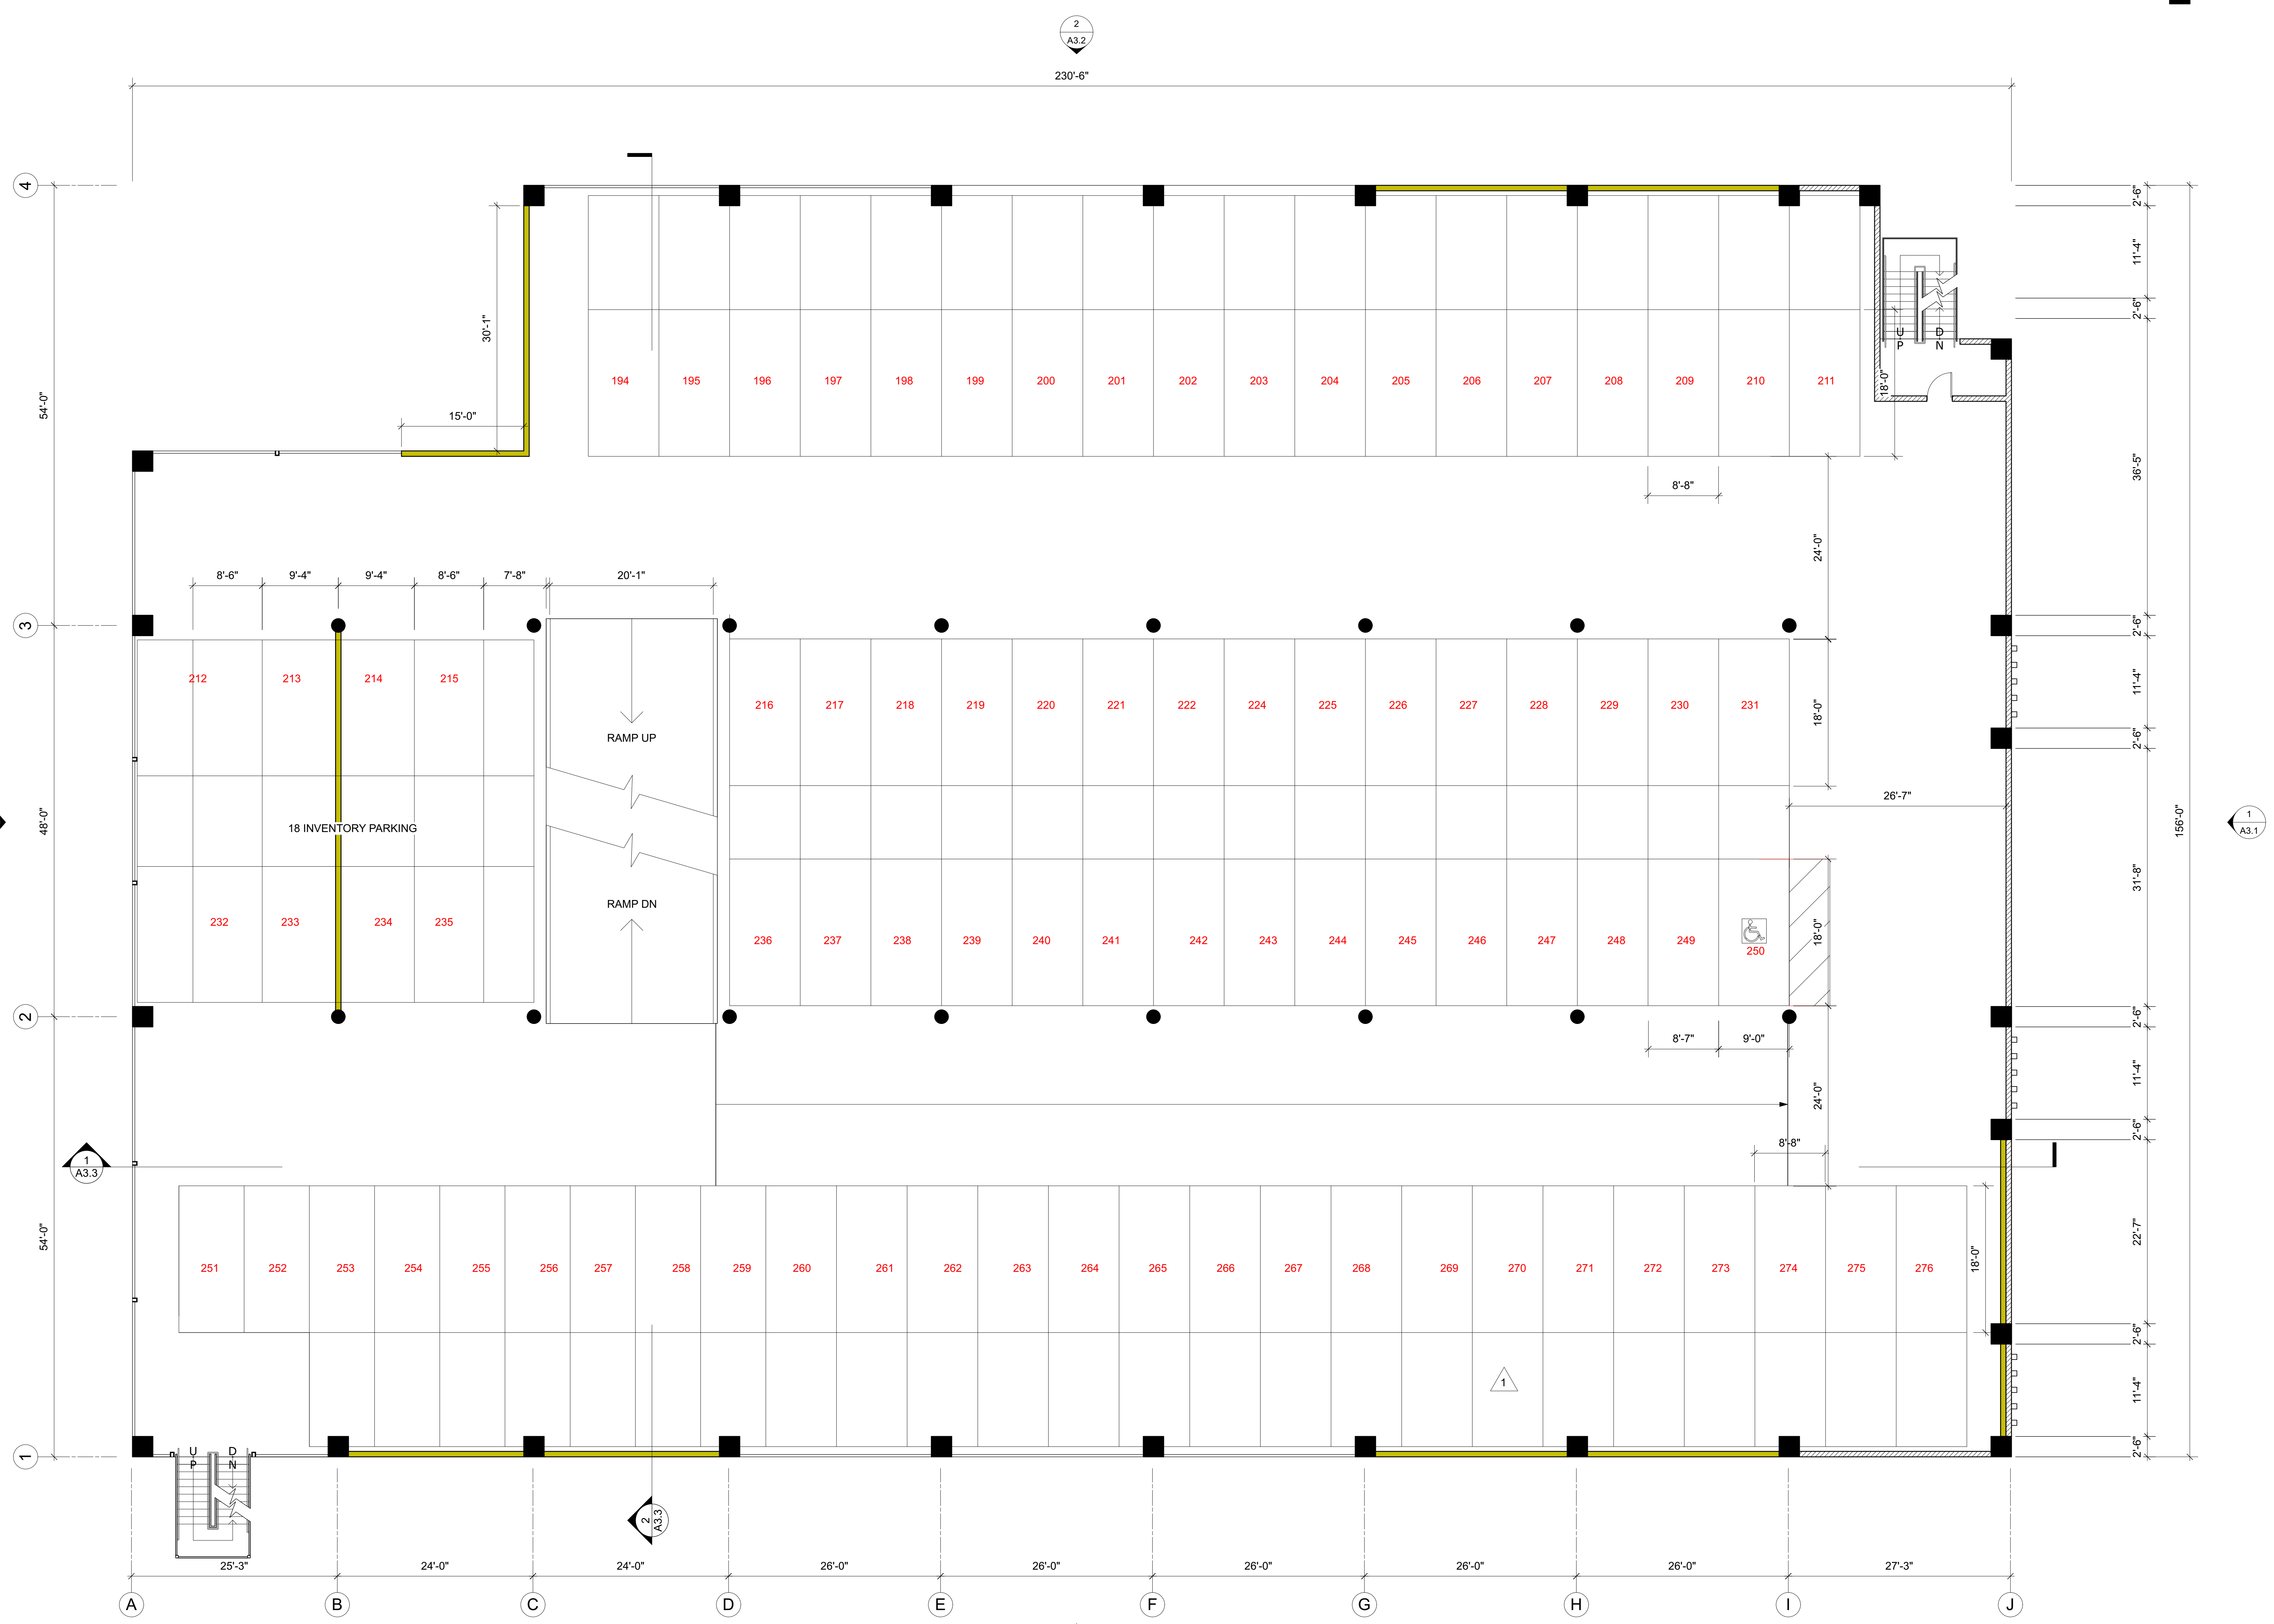 2
A3.2
230'-6"
4
2'-6"
11'-4"
2'-6"
30'-1"
54'-0"
U
P
D
N
194 195 196 197 198 199 200 201 202 203 204 205 206 207 208 209 210 211
18'-0"
15'-0"
36'-5"
8'-8"
24'-0"
8'-6" 9'-4" 9'-4" 8'-6" 7'-8" 20'-1"
3
2'-6"
212 213 214 215
11'-4"
216 217 218 219 220 221 222 224 225 226 227 228 229 230 231
18'-0"
RAMP UP
2'-6"
26'-7"
48'-0"
156'-0"
1
A3.1
18 INVENTORY PARKING
31'-8"
RAMP DN
232 233 234 235
236 237 238 239 240 241 242 243 244 245 246 247 248 249 250
18'-0"
2
2'-6"
8'-7" 9'-0"
11'-4"
24'-0"
2'-6"
8'-8"
1
A3.3
54'-0"
22'-7"
18'-0"
251 252 253 254 255 256 257 258 259 260 261 262 263 264 265 266 267 268 269 270 271 272 273 274 275 276
2'-6"
1
11'-4"
2'-6"
1
U
P
D
N
2
A3.3
25'-3" 24'-0" 24'-0" 26'-0" 26'-0" 26'-0" 26'-0" 26'-0" 27'-3"
A B C D E F G H I J